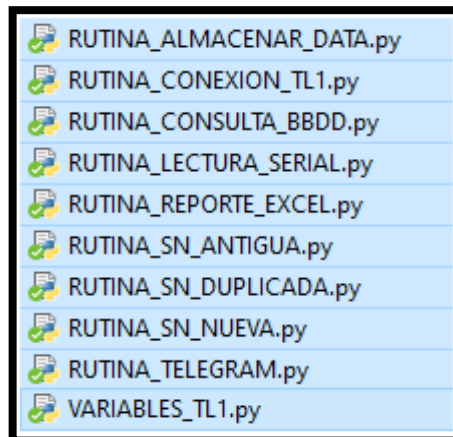 RUTINA_ALMACENAR_DATA.py
RUTINA_CONEXION_TL1.py
RUTINA_CONSULTA_BBDD.py
RUTINA_LECTURA_SERIAL.py
RUTINA_REPORTE_EXCEL.py
RUTINA_SN_ANTIGUA.py
RUTINA_SN_DUPLICADA.py
RUTINA_SN_NUEVA.py
RUTINA_TELEGRAM.py
VARIABLES_TL1.py